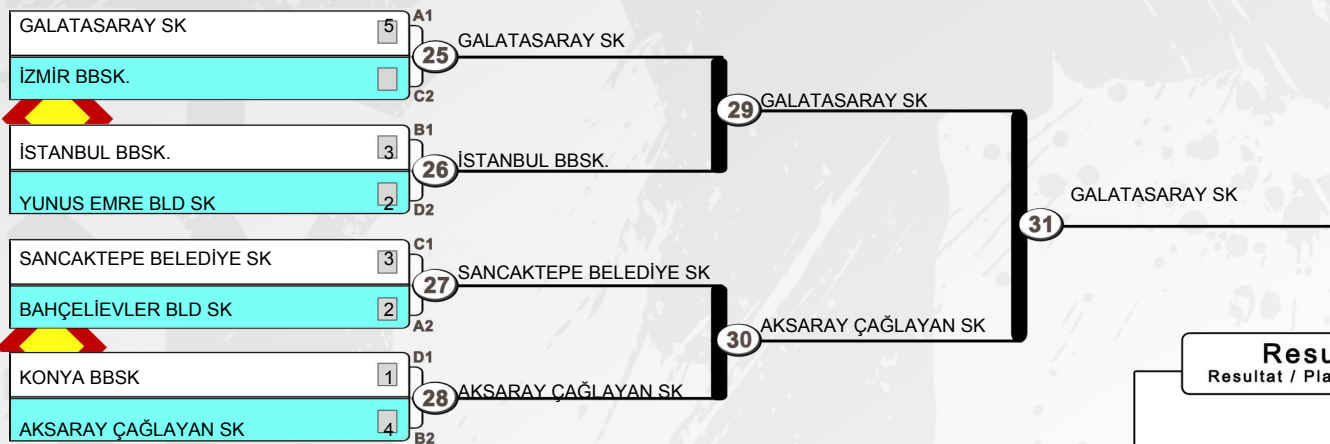 GALATASARAY SK 5 A1
25 GALATASARAY SK
İZMİR BBSK.
C2
29 GALATASARAY SK
B1
İSTANBUL BBSK. 3
26 İSTANBUL BBSK.
YUNUS EMRE BLD SK 2 D2
GALATASARAY SK
31
C1
SANCAKTEPE BELEDİYE SK 3
27 SANCAKTEPE BELEDİYE SK
BAHÇELİEVLER BLD SK 2
A2
30 AKSARAY ÇAĞLAYAN SK
D1
KONYA BBSK 1
28 AKSARAY ÇAĞLAYAN SK
AKSARAY ÇAĞLAYAN SK 4
B2
Resu
Resultat / Pla